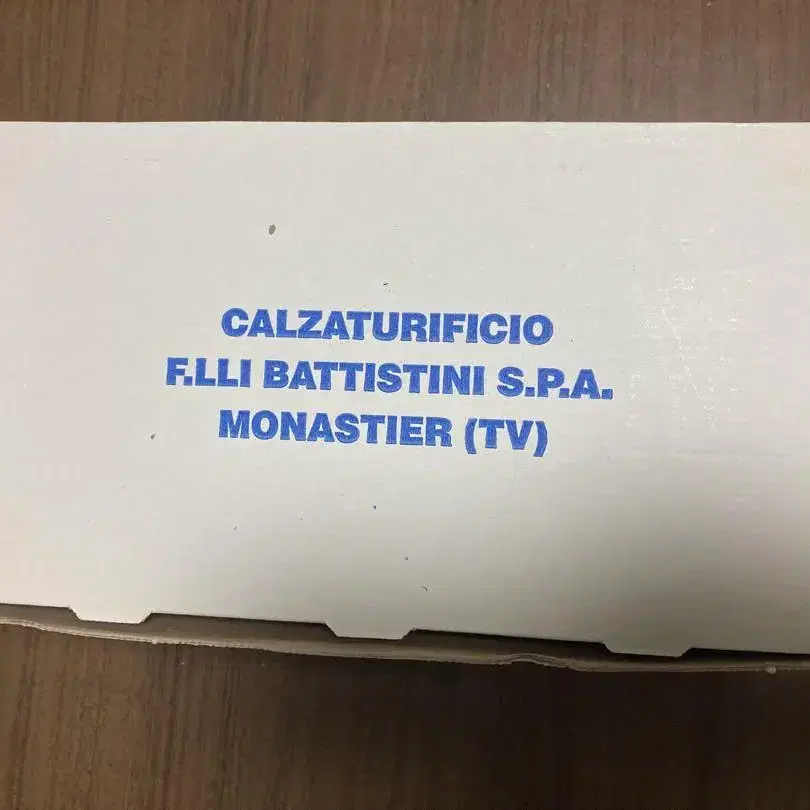 CALZATURIFICIO
F.LLI BATTISTINI S.P.A.
MONASTIER (TV)